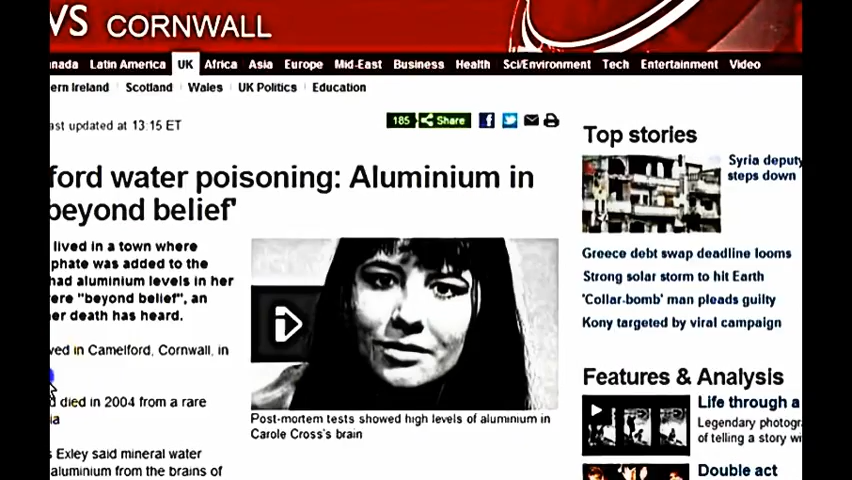 WS CORNWALL
nada Latin America UK Africa Asia Europe Mid-East Business Health Sci/Environment Tech Entertainment Video
ern Ireland Scotland Wales UK Politics Education
ast updated at 13:15 ET
185 Share
ford water poisoning: Aluminium in
beyond belief'
lived in a town where
phate was added to the
had aluminium levels in her
ere "beyond belief", an
er death has heard.
ved in Camelford, Cornwall, in
died in 2004 from a rare
ia
s Exley said mineral water
aluminium from the brains of
Post-mortem tests showed high levels of aluminium in
Carole Cross's brain
Top stories
Syria deputy
steps down
Greece debt swap deadline looms
Strong solar storm to hit Earth
'Collar-bomb' man pleads guilty
Kony targeted by viral campaign
Features & Analysis
Life through a
Legendary photogra
of telling a story wi
Double act